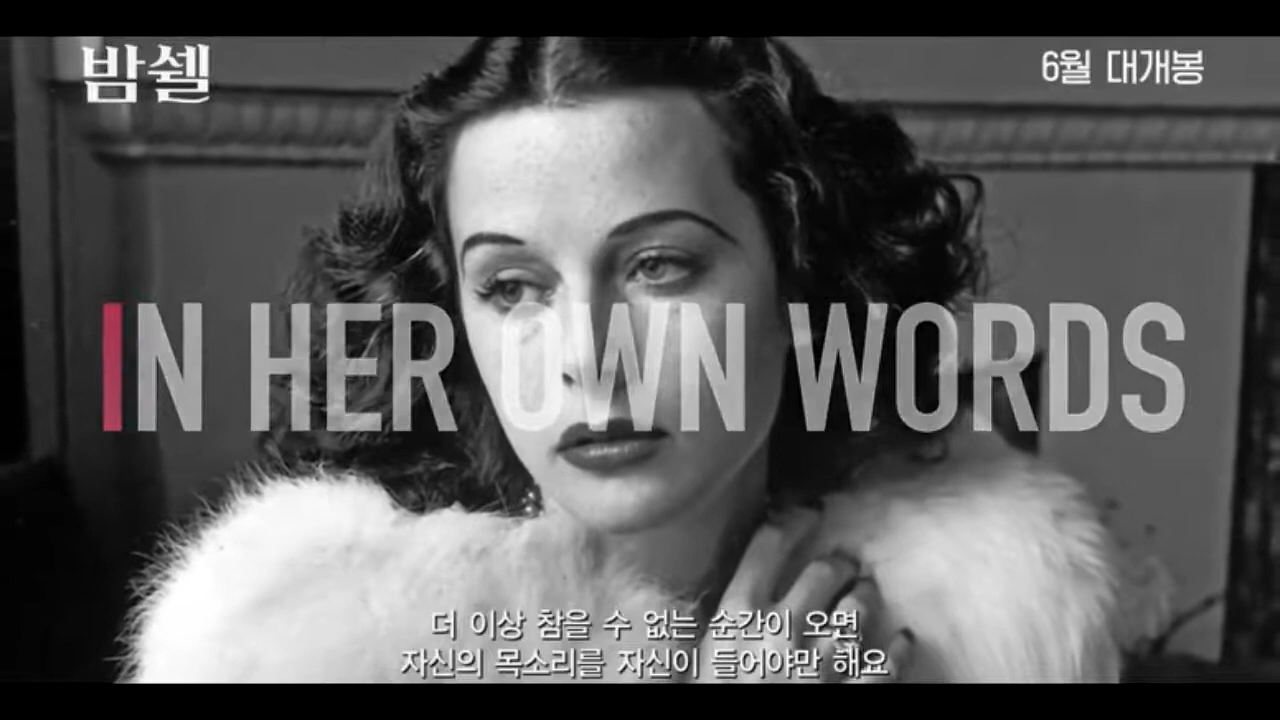 밤쉘
6월 대개봉
IN HER OWN WORDS
더 이상 참을 수 없는 순간이 오면
자신의 목소리를 자신이 들어야만 해요